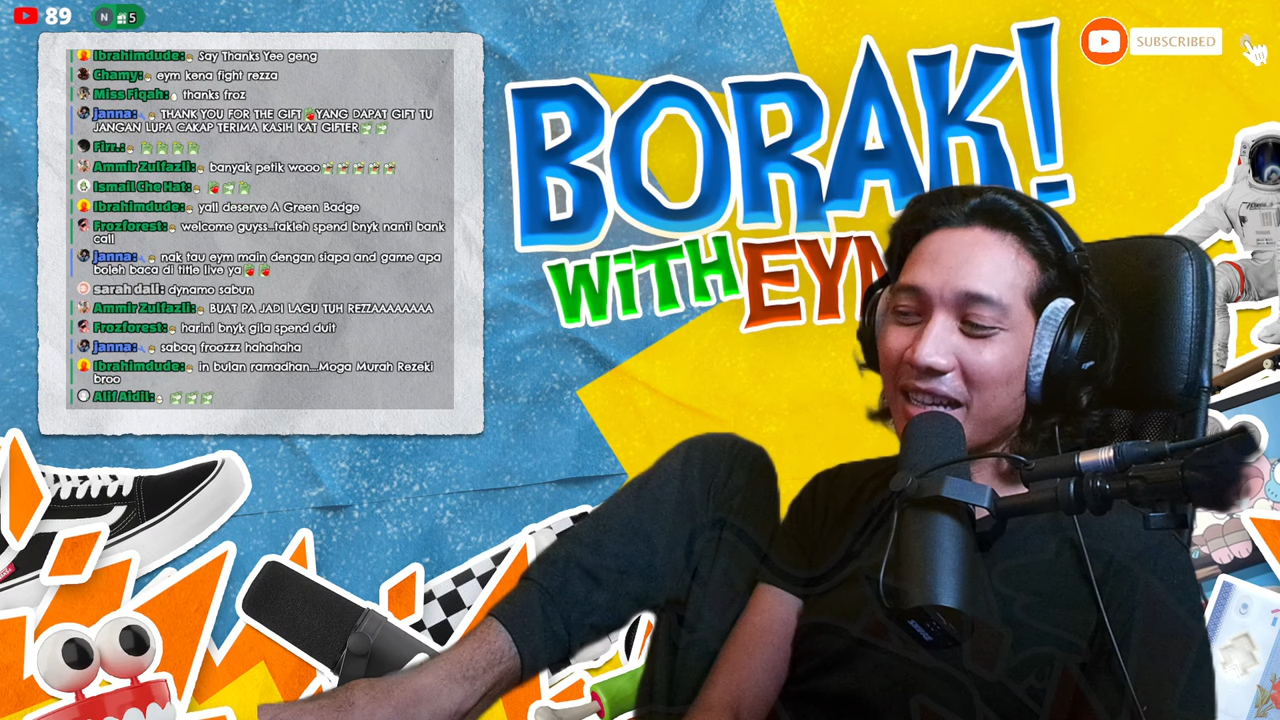 89
N 5
SUBSCRIBED
BORAK!
WiTH EYM
Ibrahimdude: Say Thanks Yee geng
Chamy: eym kena fight rezza
Miss Fiqah: thanks froz
janna: THANK YOU FOR THE GIFT YANG DAPAT GIFT TU
JANGAN LUPA CAKAP TERIMA KASIH KAT GIFTER
Firr.:
Ammir Zulfazli: banyak petik wooo
Ismail Che Hat:
Ibrahimdude: yall deserve A Green Badge
Frozforest: welcome guyss...takleh spend bnyk nanti bank
call
janna: nak tau eym main dengan siapa and game apa
boleh baca di title live ya
sarah dali: dynamo sabun
Ammir Zulfazli: BUAT PA JADI LAGU TUH REZZAAAAAAAA
Frozforest: harini bnyk gila spend duit
janna: sabaq froozzz hahahaha
Ibrahimdude: in bulan ramadhan....Moga Murah Rezeki
broo
Alif Aidil: